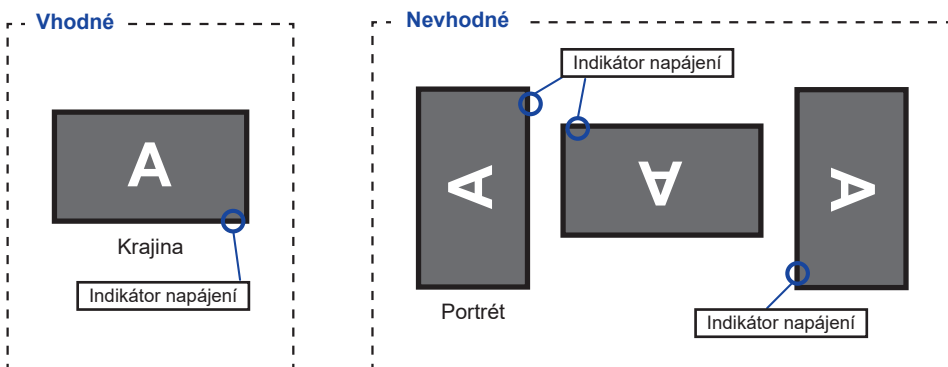 Vhodné
A
Krajina
Indikátor napájení
Nevhodné
Indikátor napájení
A
A
A
Portrét
Indikátor napájení